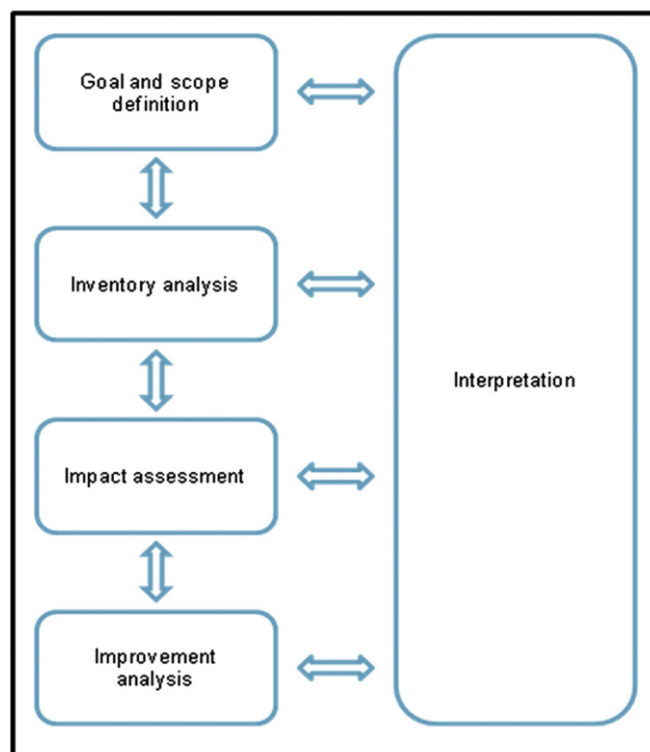 Goal and scope
definition
Inventory analysis
Impact assessment
Improvement
analysis
Interpretation